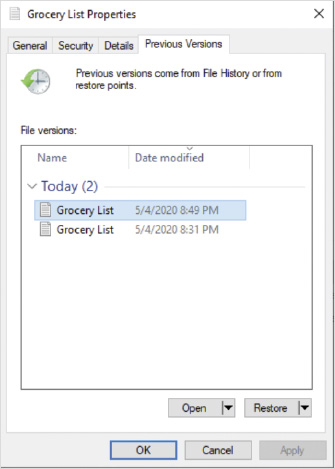 Grocery List Properties
General Security Details Previous Versions
Previous versions come from File History or from
restore points.
File versions:
Name Date modified
Today (2)
Grocery List 5/4/2020 8:49 PM
Grocery List 5/4/2020 8:31 PM
Open Restore
OK Cancel Apply